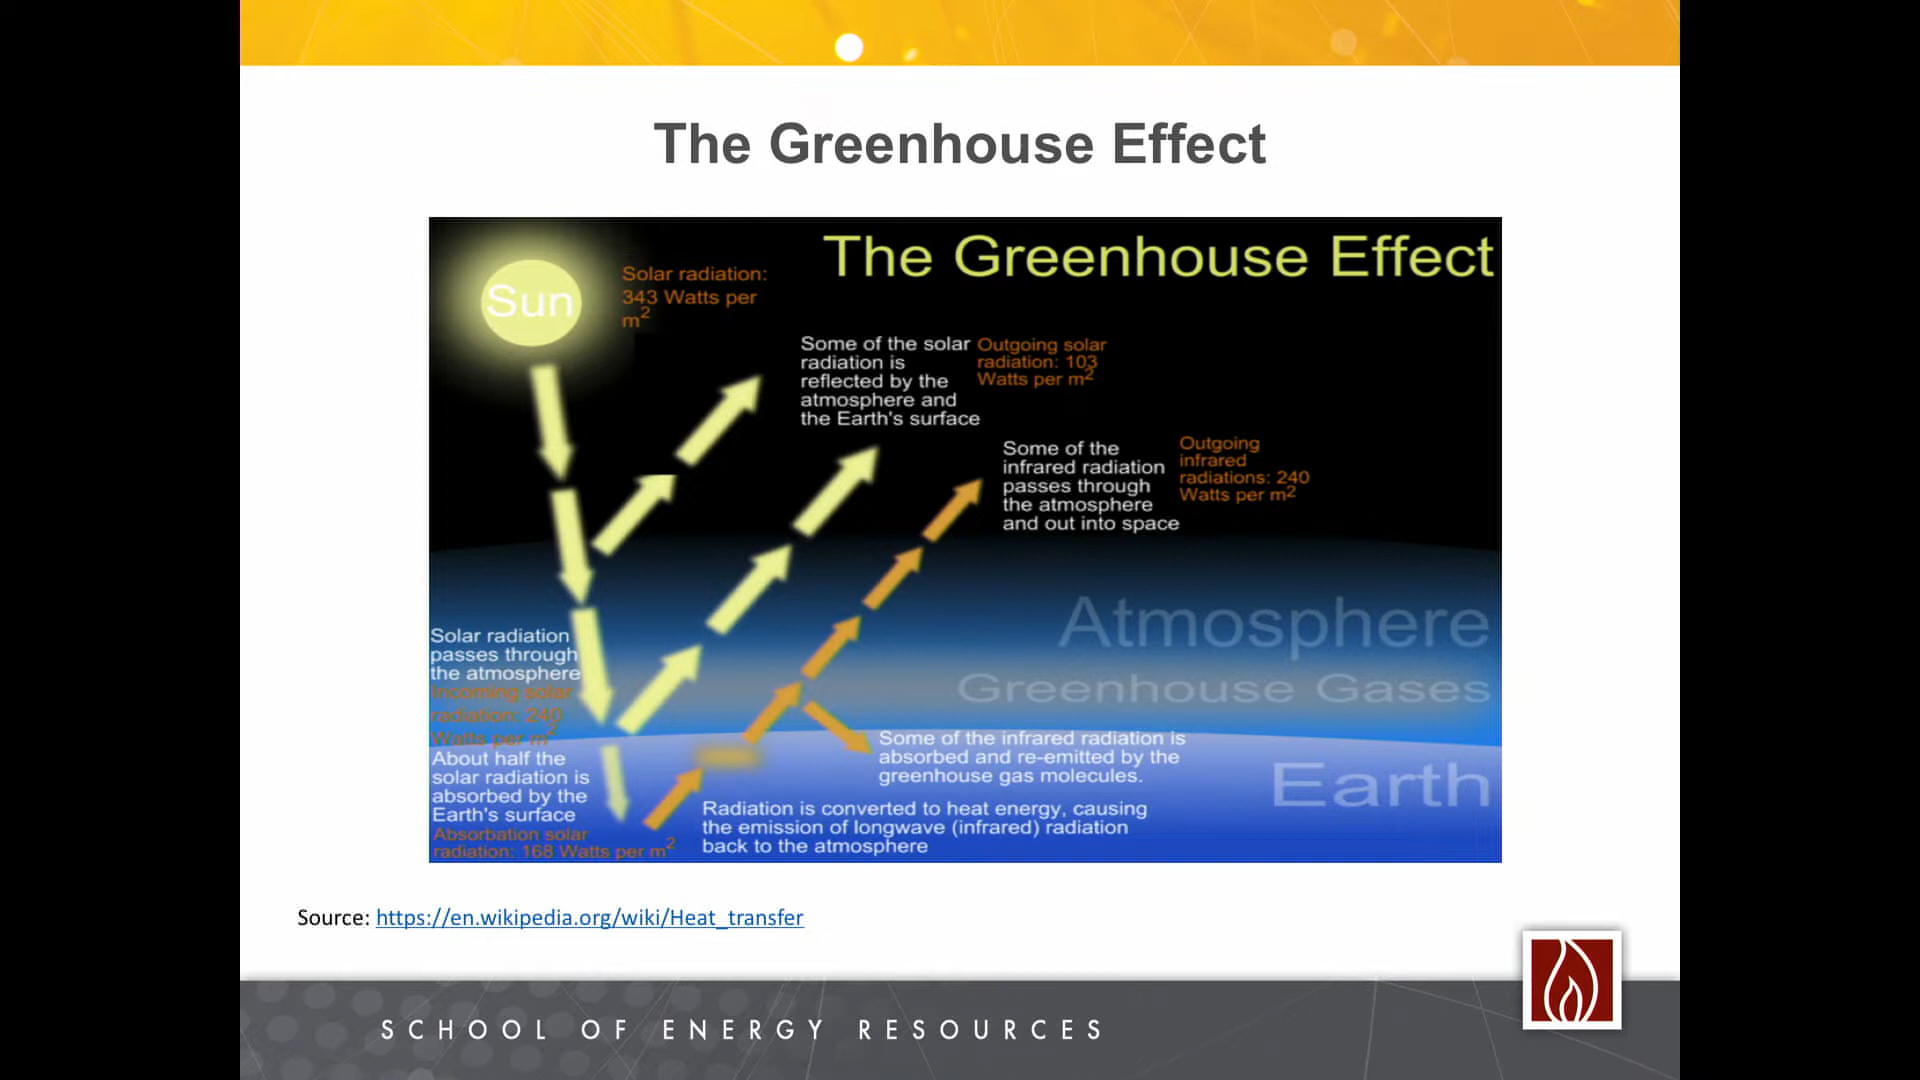 The Greenhouse Effect
The Greenhouse Effect
Sun
Solar radiation:
343 Watts per
m²
Some of the solar
radiation is
reflected by the
atmosphere and
the Earth's surface
Outgoing solar
radiation: 103
Watts per m²
Some of the
infrared radiation
passes through
the atmosphere
and out into space
Outgoing
infrared
radiations: 240
Watts per m²
Atmosphere
Greenhouse Gases
Earth
Solar radiation
passes through
the atmosphere
Incoming solar
radiation: 240
Watts per m²
About half the
solar radiation is
absorbed by the
Earth's surface
Absorbation solar
radiation: 168 Watts per m²
Some of the infrared radiation is
absorbed and re-emitted by the
greenhouse gas molecules.
Radiation is converted to heat energy, causing
the emission of longwave (infrared) radiation
back to the atmosphere
Source: https://en.wikipedia.org/wiki/Heat_transfer
SCHOOL OF ENERGY RESOURCES